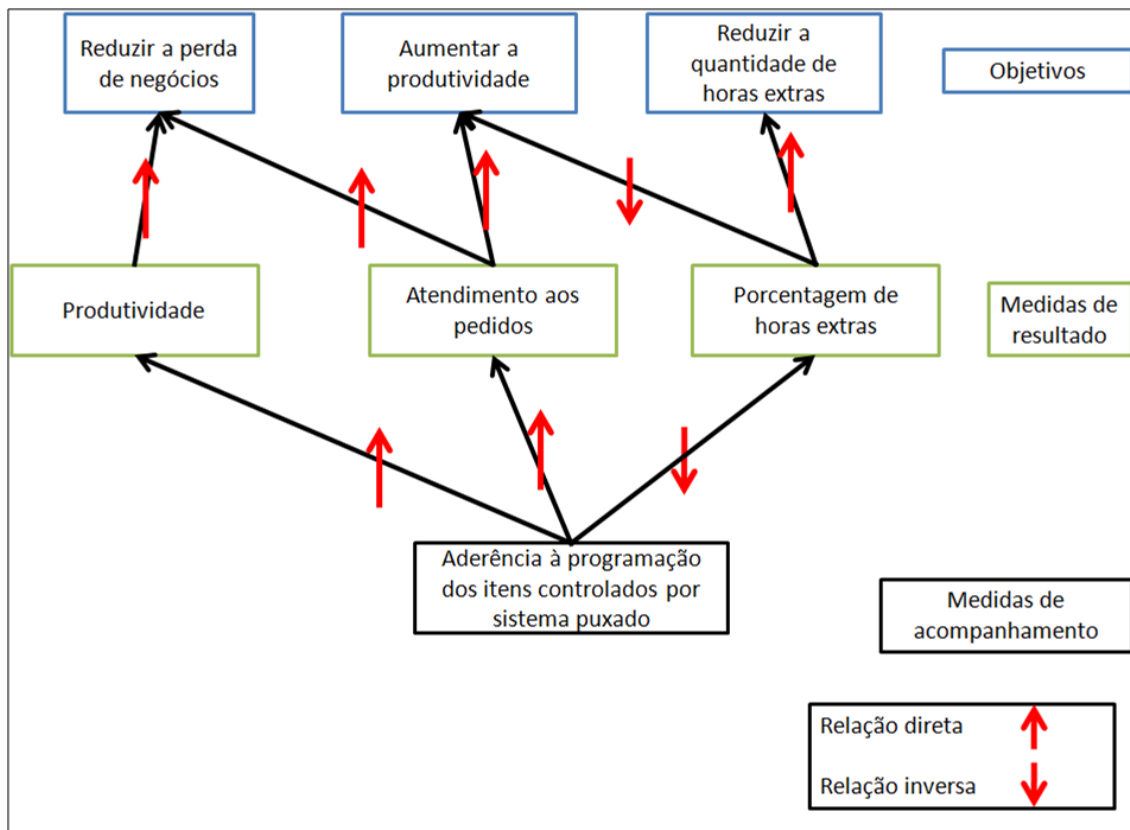 Reduzir a perda
de negócios
Aumentar a
produtividade
Reduzir a
quantidade de
horas extras
Objetivos
Produtividade
Atendimento aos
pedidos
Porcentagem de
horas extras
Medidas de
resultado
Aderência à programação
dos itens controlados por
sistema puxado
Medidas de
acompanhamento
Relação direta
Relação inversa